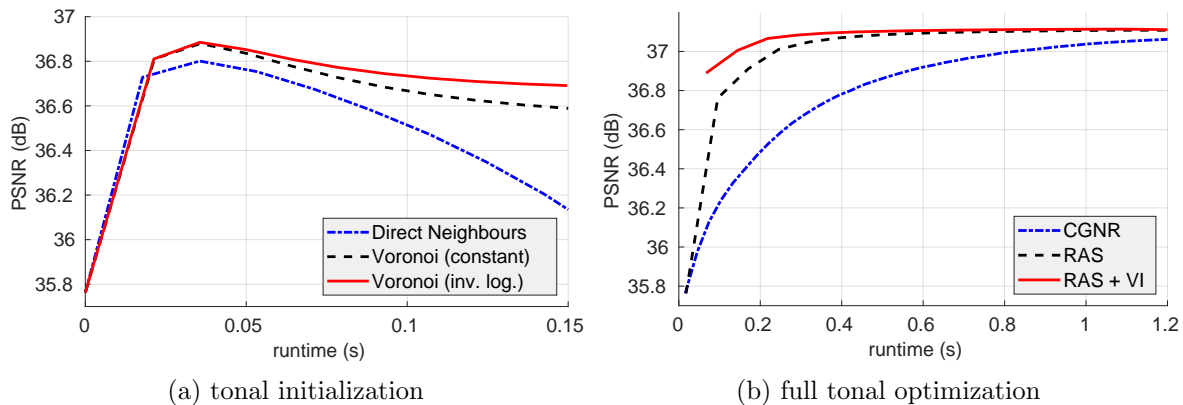 37
36.8
36.6
36.4
36.2
36
35.8
PSNR (dB)
0
0.05
0.1
0.15
runtime (s)
Direct Neighbours
Voronoi (constant)
Voronoi (inv. log.)
(a) tonal initialization
37
36.8
36.6
36.4
36.2
36
35.8
PSNR (dB)
0
0.2
0.4
0.6
0.8
1
1.2
runtime (s)
CGNR
RAS
RAS + VI
(b) full tonal optimization